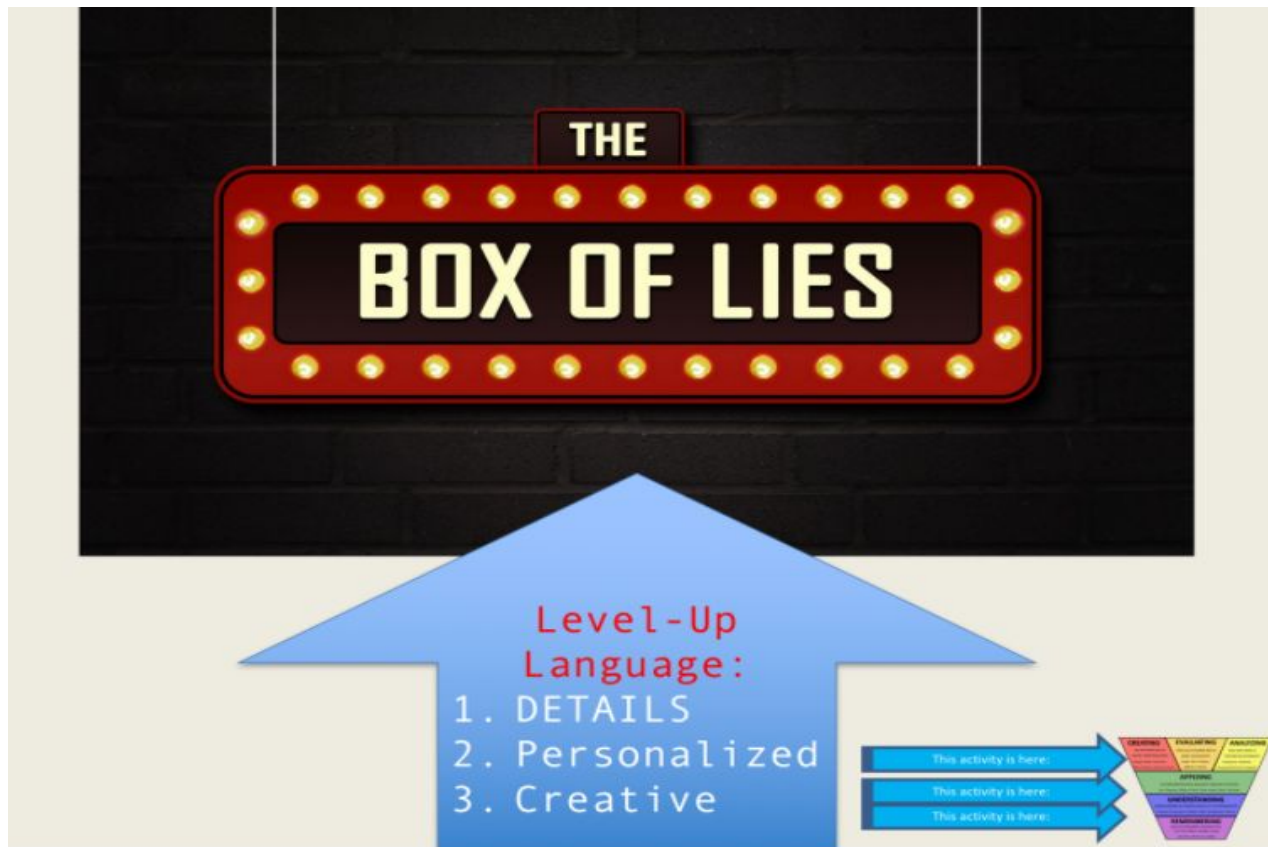 THE
BOX OF LIES
Level-Up
Language:
1. DETAILS
2. Personalized
3. Creative
This activity is here:
This activity is here:
This activity is here:
CREATING EVALUATING ANALYZING
APPLYING
UNDERSTANDING
REMEMBERING